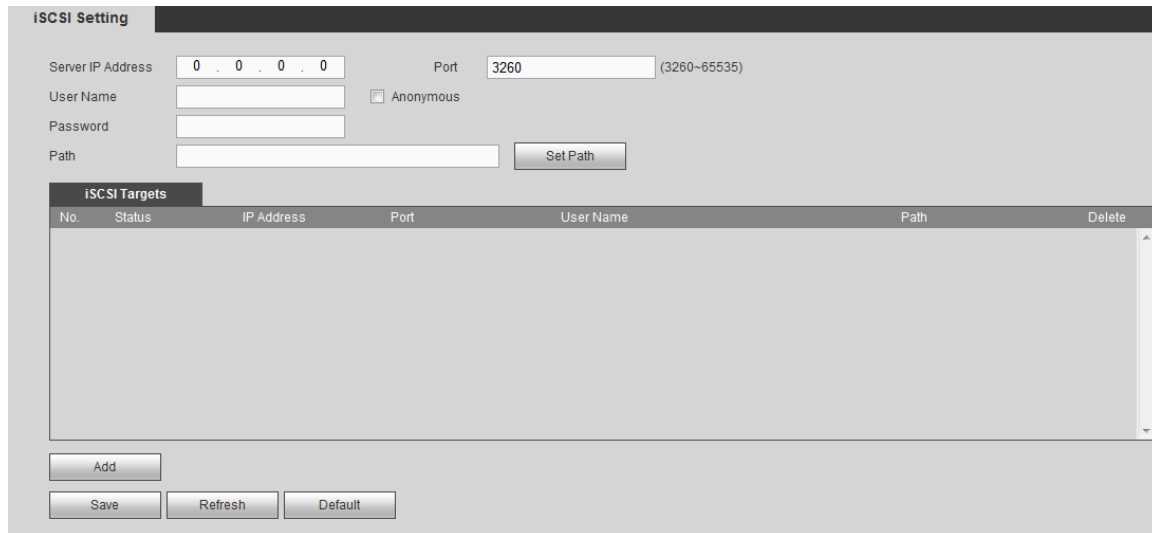 iSCSI Setting
Server IP Address 0 . 0 . 0 . 0 Port 3260 (3260~65535)
User Name Anonymous
Password
Path Set Path
iSCSI Targets
No. Status IP Address Port User Name Path Delete
Add
Save Refresh Default